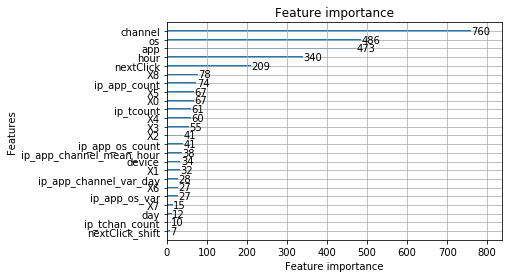 Feature importance
channel 760
os 486
app 473
hour 340
nextClick 209
X8 78
ip_app_count 74
X5 67
X0 67
ip_tcount 61
X4 60
X3 55
X2 41
ip_app_os_count 41
ip_app_channel_mean_hour 38
device 34
X1 32
ip_app_channel_var_day 28
X6 27
ip_app_os_var 27
X7 15
day 12
ip_tchan_count 10
nextClick_shift 7
0 100 200 300 400 500 600 700 800
Feature importance
Features